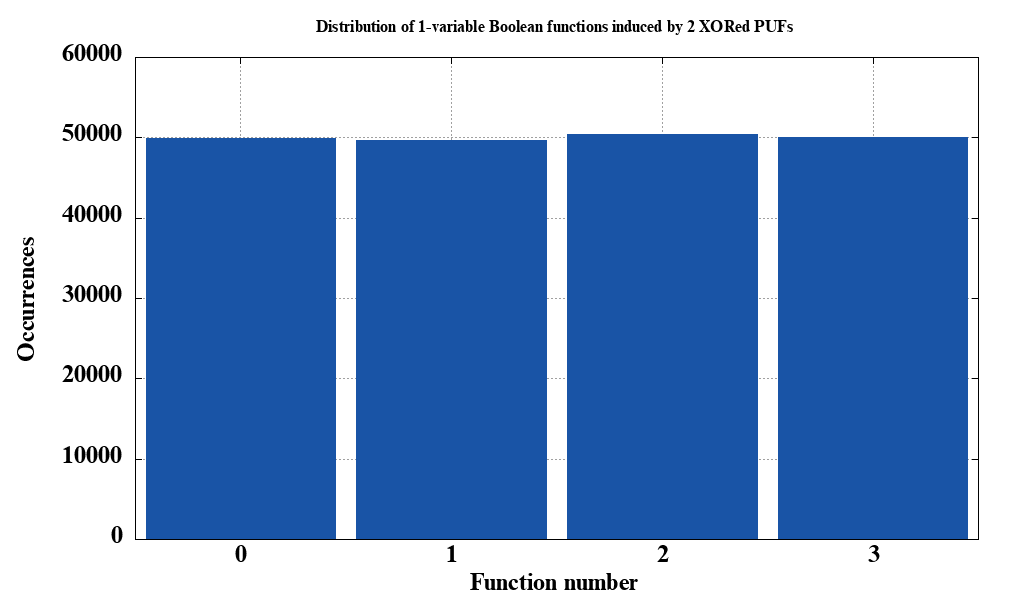 Distribution of 1-variable Boolean functions induced by 2 XORed PUFs
60000
50000
40000
30000
20000
10000
0
Occurrences
0 1 2 3
Function number